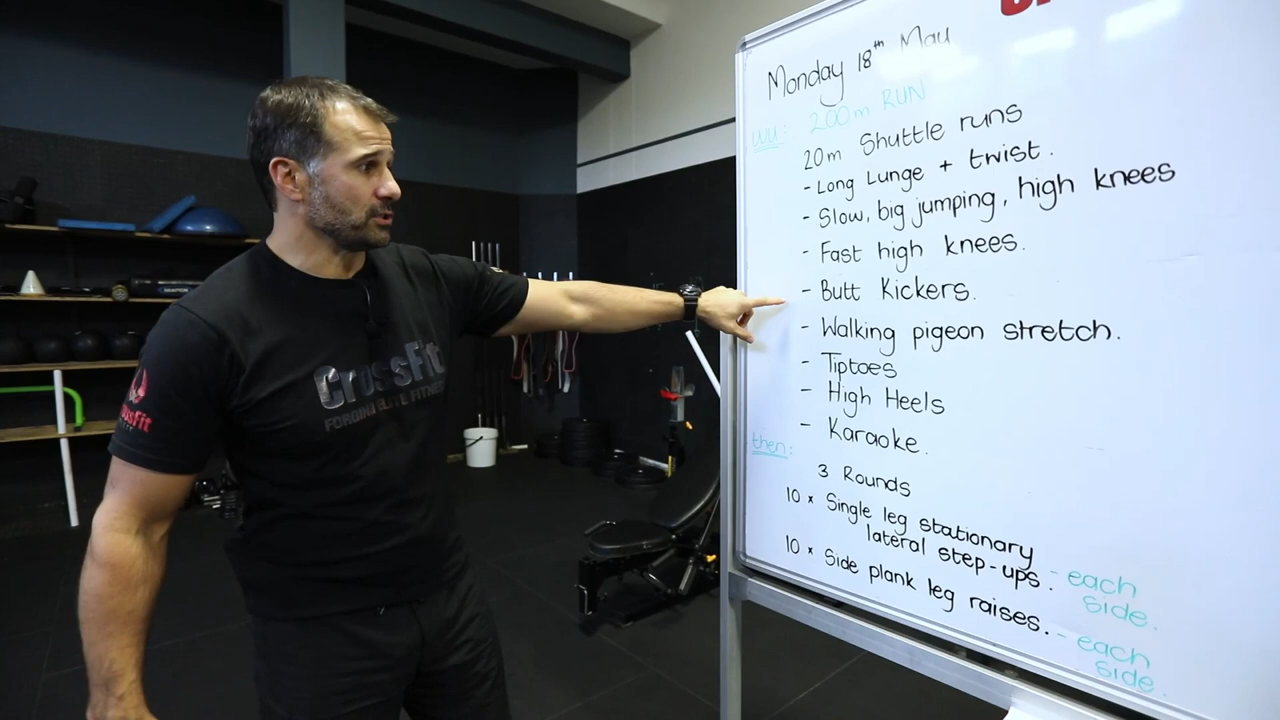 Monday 18th May
WU: 200m RUN
20m Shuttle runs
- Long Lunge + twist.
- Slow, big jumping, high knees
- Fast high knees.
- Butt Kickers.
- Walking pigeon stretch.
- Tiptoes
- High Heels
- Karaoke.
then:
3 Rounds
10 x Single leg stationary
lateral step-ups. - each
side.
10 x Side plank leg raises. - each
side.
CrossFit
FORGING ELITE FITNESS
CrossFit